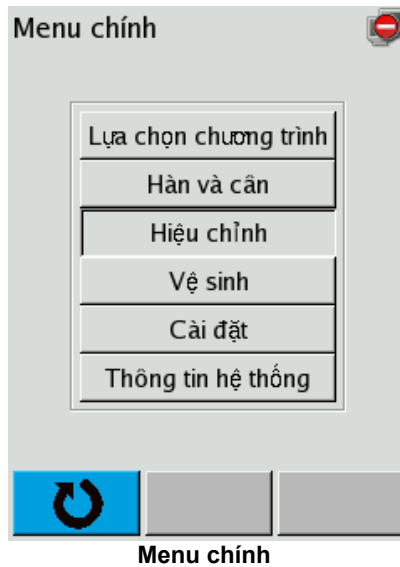 Menu chính
Lựa chọn chương trình
Hàn và cân
Hiệu chỉnh
Vệ sinh
Cài đặt
Thông tin hệ thống
Menu chính